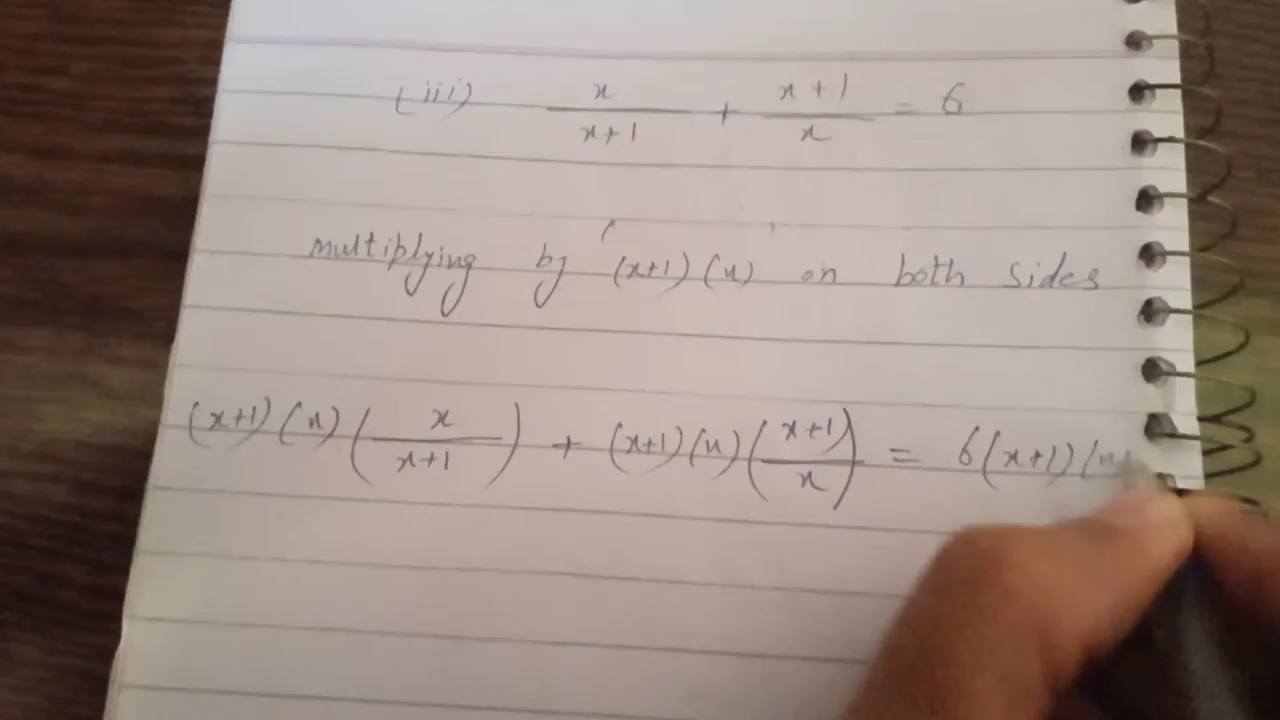 (iii) x/x+1 + x+1/x = 6
multiplying by (x+1)(x) on both sides
(x+1)(x)(x/x+1) + (x+1)(x)(x+1/x) = 6(x+1)(x